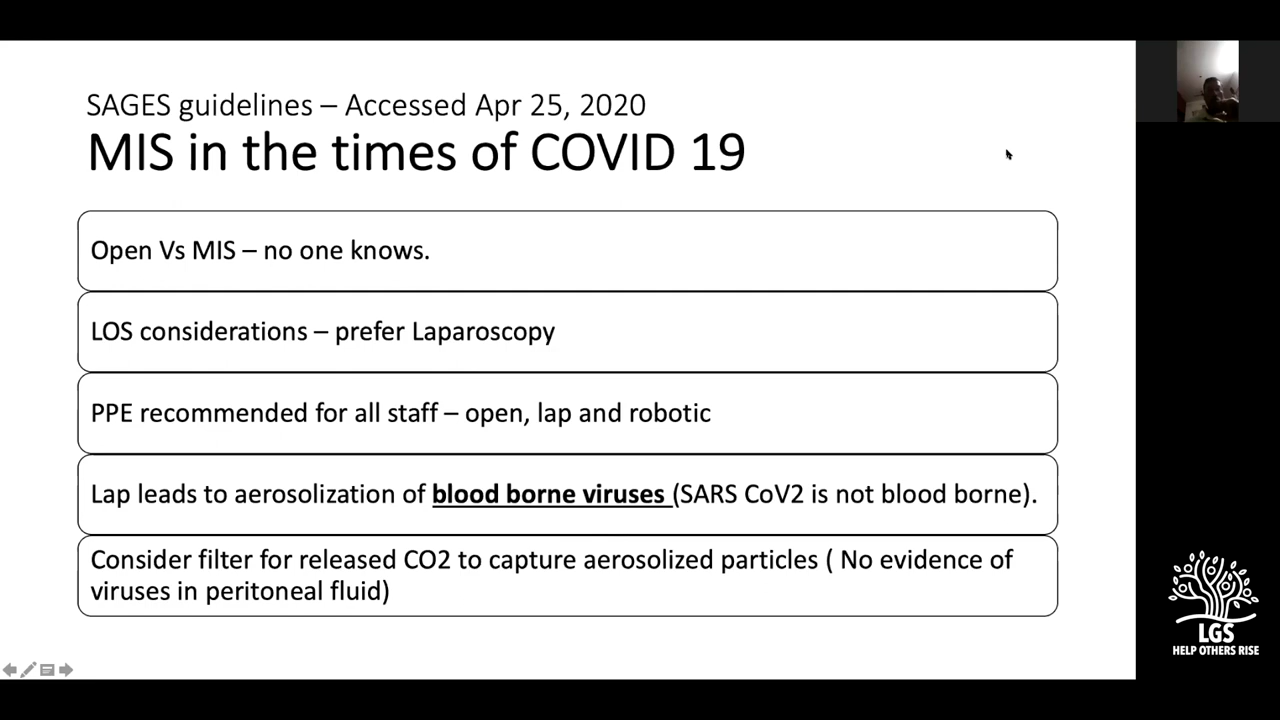 SAGES guidelines – Accessed Apr 25, 2020
MIS in the times of COVID 19
Open Vs MIS – no one knows.
LOS considerations – prefer Laparoscopy
PPE recommended for all staff – open, lap and robotic
Lap leads to aerosolization of blood borne viruses (SARS CoV2 is not blood borne).
Consider filter for released CO2 to capture aerosolized particles ( No evidence of
viruses in peritoneal fluid)
LGS
HELP OTHERS RISE